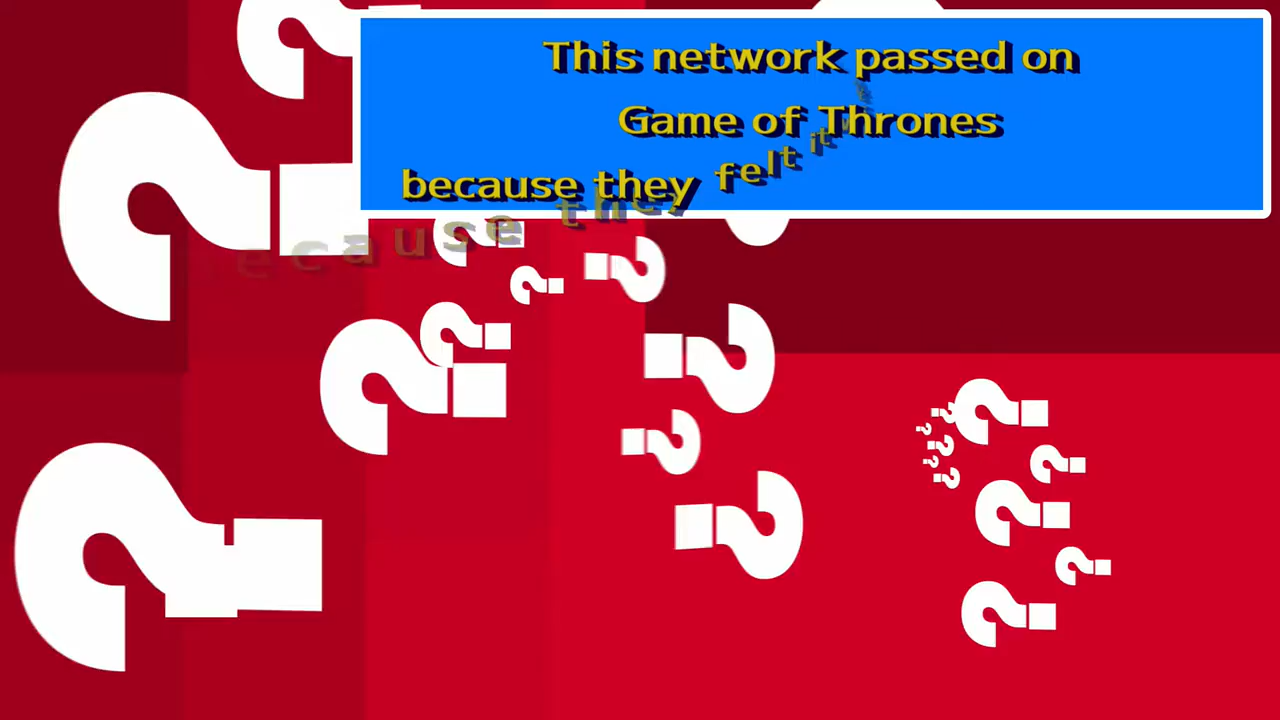 This network passed on
Game of Thrones
because they felt it